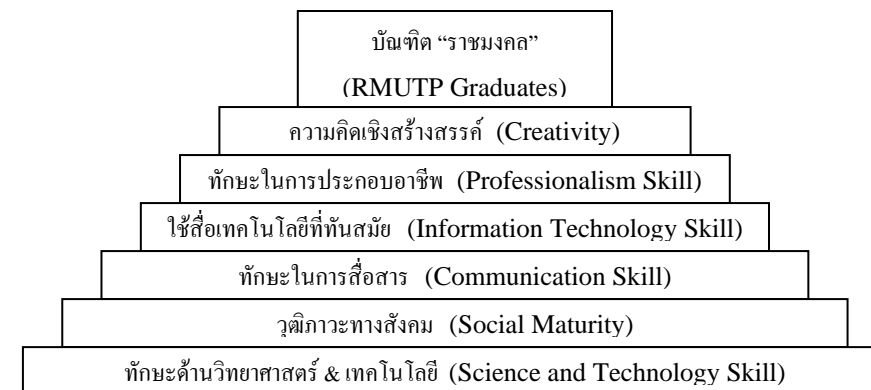 บัณฑิต “ราชมงคล”
(RMUTP Graduates)
ความคิดเชิงสร้างสรรค์ (Creativity)
ทักษะในการประกอบอาชีพ (Professionalism Skill)
ใช้สื่อเทคโนโลยีที่ทันสมัย (Information Technology Skill)
ทักษะในการสื่อสาร (Communication Skill)
วุฒิภาวะทางสังคม (Social Maturity)
ทักษะด้านวิทยาศาสตร์ & เทคโนโลยี (Science and Technology Skill)